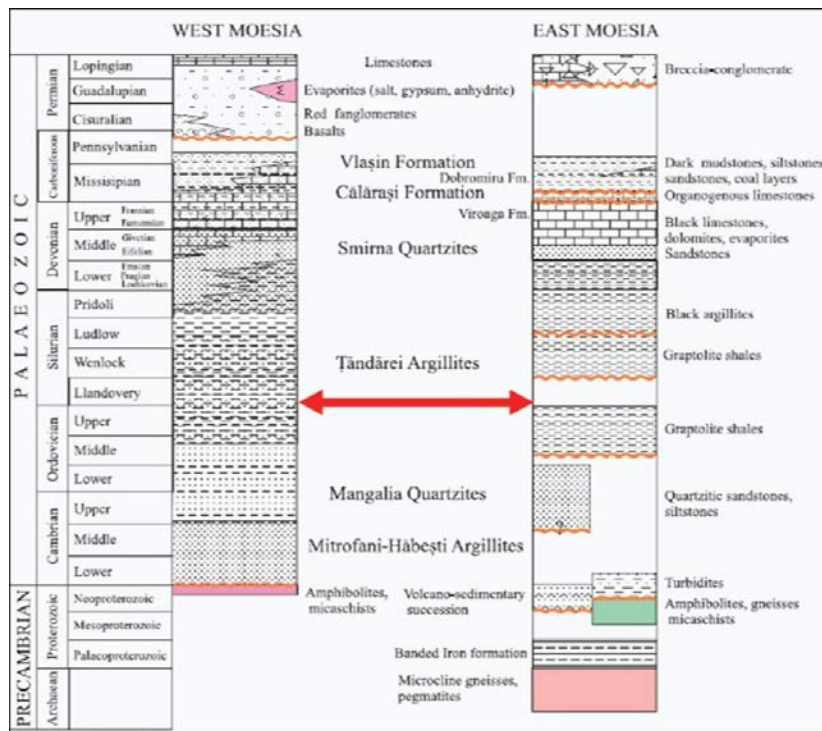 WEST MOESIA
EAST MOESIA
PALAEOZOIC
PRECAMBRIAN
Permian
Carboniferous
Devenian
Silurian
Ordovician
Cambrian
Proterozoic
Archaean
Lopingian
Guadalupian
Cisuralian
Pennsylvanian
Missisipian
Upper
Frasnian
Famennian
Middle
Givetian
Eifelian
Lower
Emsian
Pragian
Lochkovian
Pridoli
Ludlow
Wenlock
Llandovery
Upper
Middle
Lower
Upper
Middle
Lower
Neoproterozoic
Mesoproterozoic
Palaeoproterozoic
Limestones
Evaporites (salt, gypsum, anhydrite)
Red fanglomerates
Basalts
Vlașin Formation
Dobromiru Fm.
Călărași Formation
Viroaga Fm.
Smirna Quartzites
Țăndărei Argillites
Mangalia Quartzites
Mitrofani-Hăbești Argillites
Amphibolites,
micaschists
Volcano-sedimentary
succession
Banded Iron formation
Microcline gneisses,
pegmatites
Breccia-conglomerate
Dark mudstones, siltstones
sandstones, coal layers
Organogenous limestones
Black limestones,
dolomites, evaporites
Sandstones
Black argillites
Graptolite shales
Graptolite shales
Quartzitic sandstones,
siltstones
?
Turbidites
Amphibolites, gneisses
micaschists